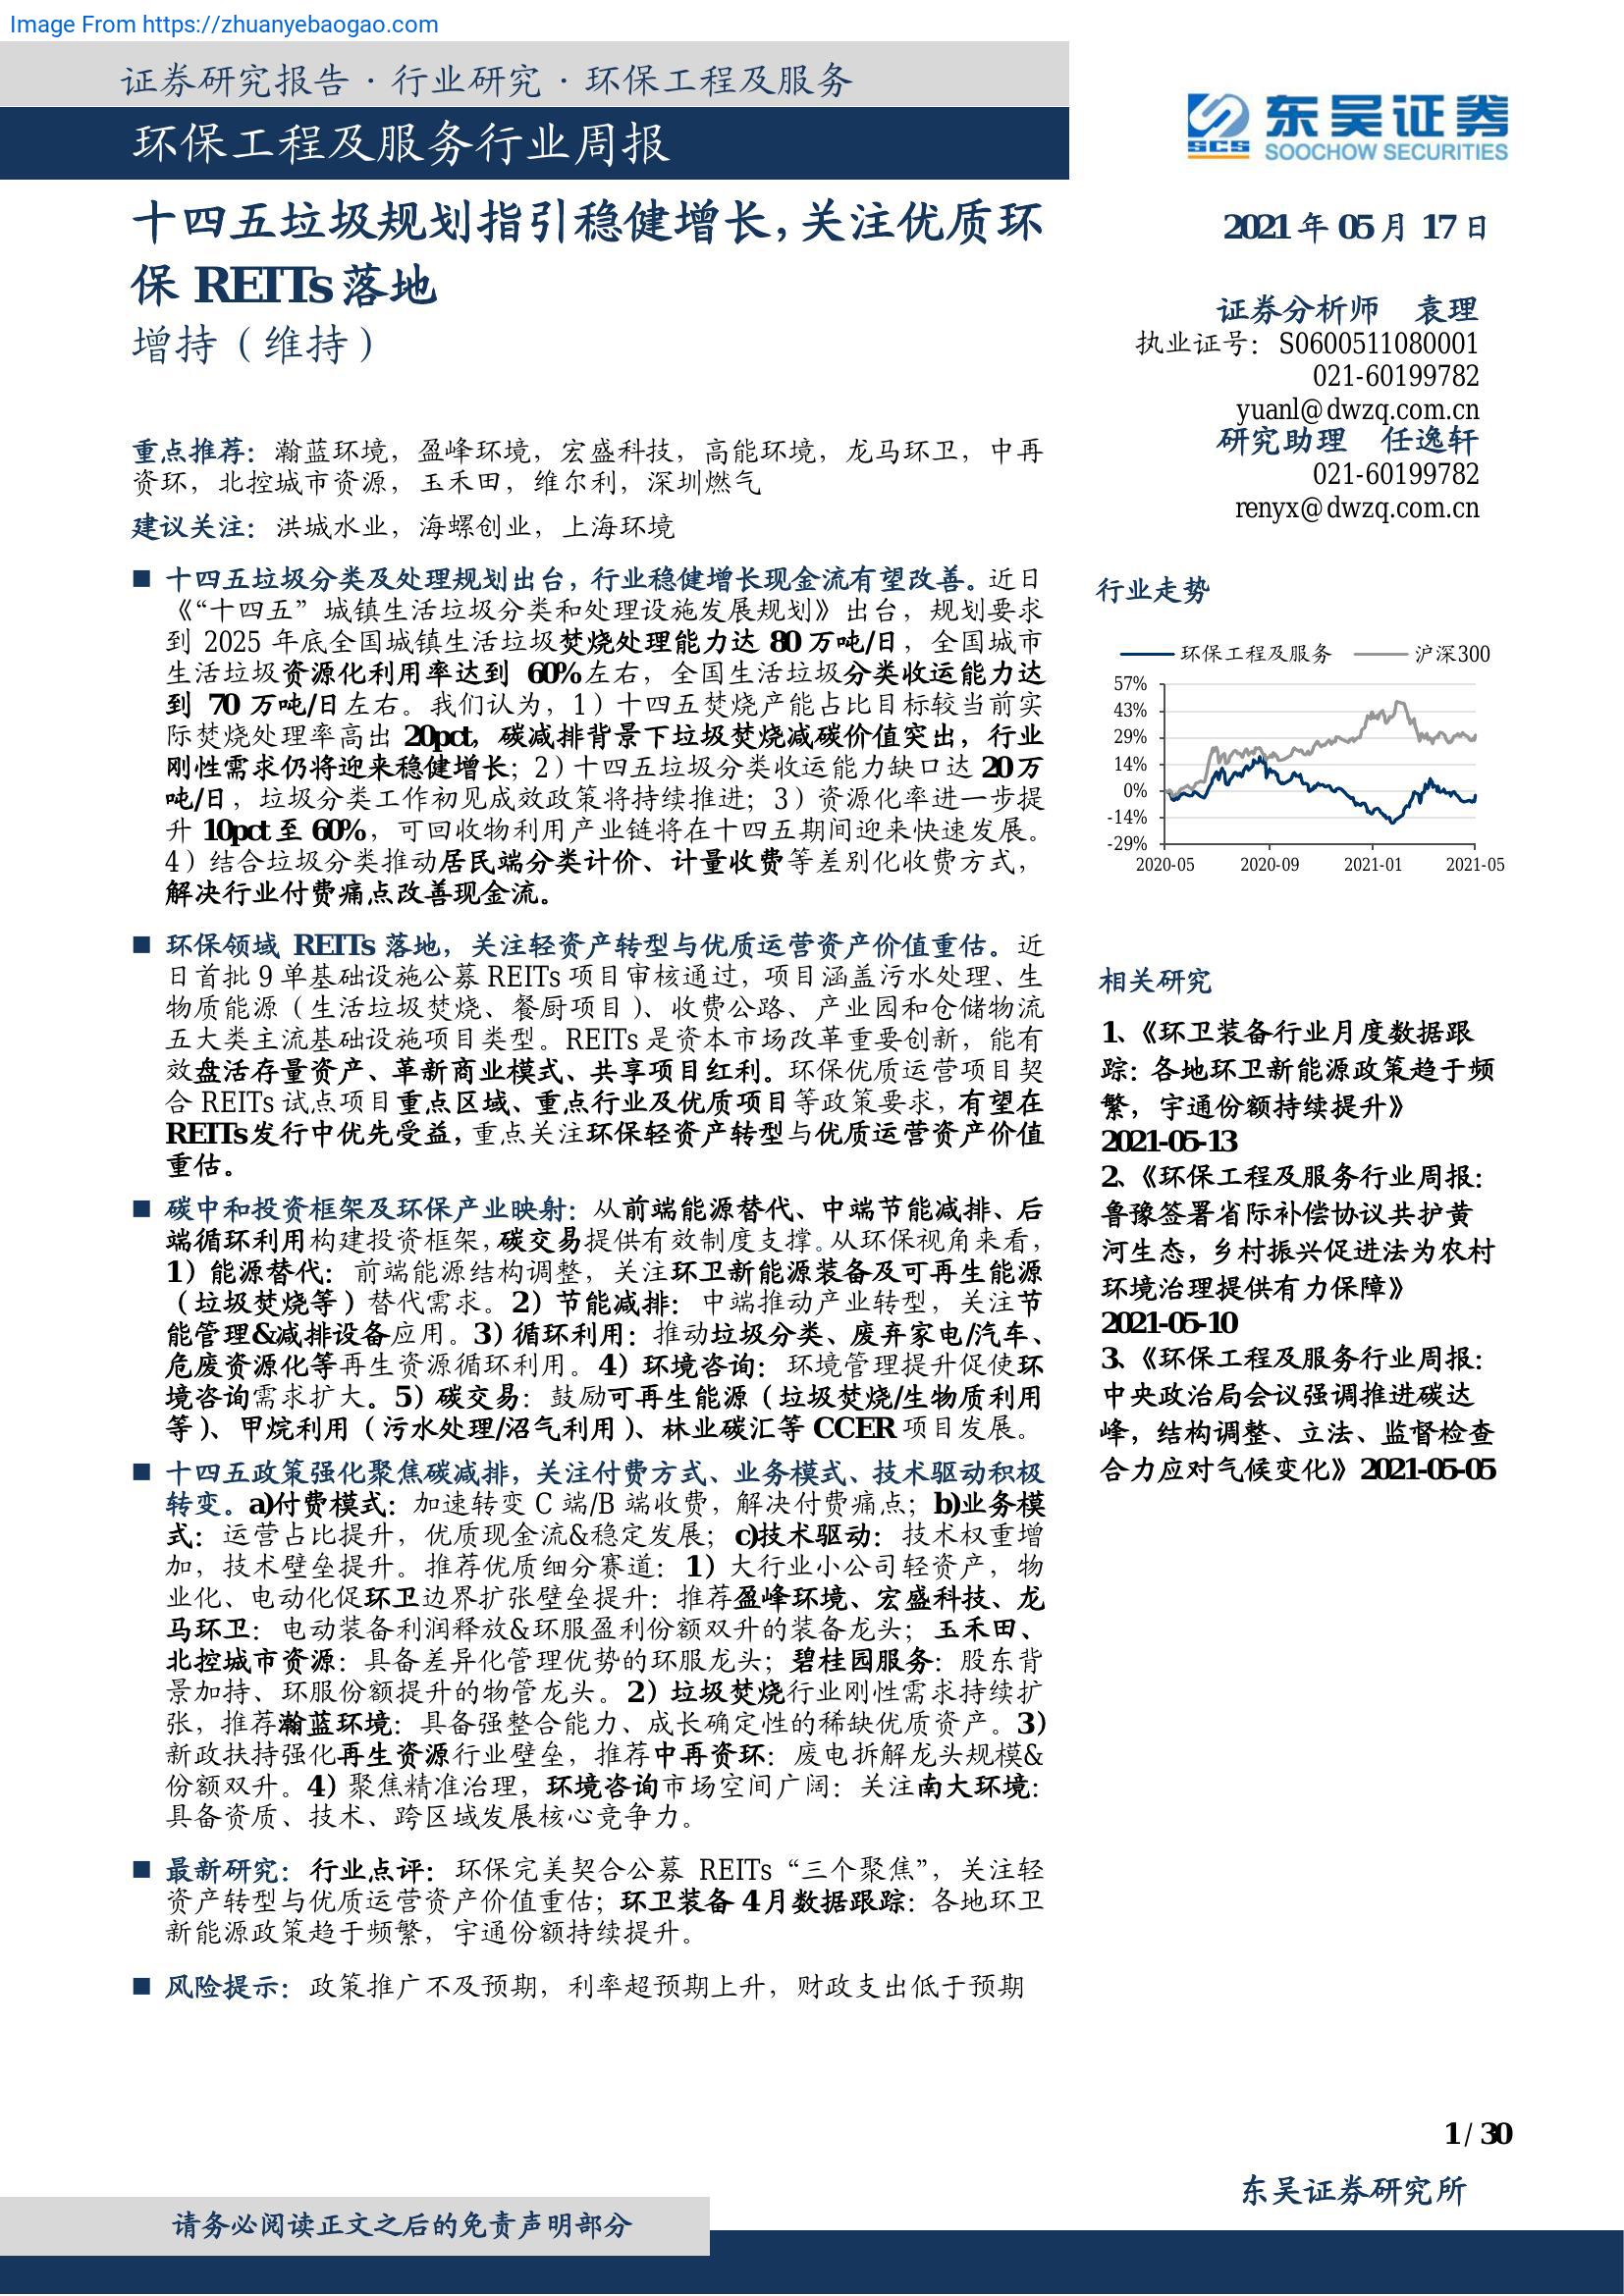 Image From https://zhuanyebaogao.com
证券研究报告·行业研究·环保工程及服务
环保工程及服务行业周报
十四五垃圾规划指引稳健增长,关注优质环
保 REITs 落地
增持（维持）
重点推荐：瀚蓝环境，盈峰环境，宏盛科技，高能环境，龙马环卫，中再
资环，北控城市资源，玉禾田，维尔利，深圳燃气
建议关注：洪城水业，海螺创业，上海环境
■ 十四五垃圾分类及处理规划出台，行业稳健增长现金流有望改善。近日
《“十四五”城镇生活垃圾分类和处理设施发展规划》出台，规划要求
到 2025 年底全国城镇生活垃圾焚烧处理能力达 80 万吨/日，全国城市
生活垃圾资源化利用率达到 60%左右，全国生活垃圾分类收运能力达
到 70 万吨/日左右。我们认为，1）十四五焚烧产能占比目标较当前实
际焚烧处理率高出 20pct，碳减排背景下垃圾焚烧减碳价值突出，行业
刚性需求仍将迎来稳健增长；2）十四五垃圾分类收运能力缺口达 20 万
吨/日，垃圾分类工作初见成效政策将持续推进；3）资源化率进一步提
升 10pct 至 60%，可回收物利用产业链将在十四五期间迎来快速发展。
4）结合垃圾分类推动居民端分类计价、计量收费等差别化收费方式，
解决行业付费痛点改善现金流。
■ 环保领域 REITs 落地，关注轻资产转型与优质运营资产价值重估。近
日首批 9 单基础设施公募 REITs 项目审核通过，项目涵盖污水处理、生
物质能源（生活垃圾焚烧、餐厨项目）、收费公路、产业园和仓储物流
五大类主流基础设施项目类型。REITs 是资本市场改革重要创新，能有
效盘活存量资产、革新商业模式、共享项目红利。环保优质运营项目契
合 REITs 试点项目重点区域、重点行业及优质项目等政策要求，有望在
REITs 发行中优先受益，重点关注环保轻资产转型与优质运营资产价值
重估。
■ 碳中和投资框架及环保产业映射：从前端能源替代、中端节能减排、后
端循环利用构建投资框架，碳交易提供有效制度支撑。从环保视角来看，
1）能源替代：前端能源结构调整，关注环卫新能源装备及可再生能源
（垃圾焚烧等）替代需求。2）节能减排：中端推动产业转型，关注节
能管理&减排设备应用。3）循环利用：推动垃圾分类、废弃家电/汽车、
危废资源化等再生资源循环利用。4）环境咨询：环境管理提升促使环
境咨询需求扩大。5）碳交易：鼓励可再生能源（垃圾焚烧/生物质利用
等）、甲烷利用（污水处理/沼气利用）、林业碳汇等 CCER 项目发展。
■ 十四五政策强化聚焦碳减排，关注付费方式、业务模式、技术驱动积极
转变。a)付费模式：加速转变 C 端/B 端收费，解决付费痛点；b)业务模
式：运营占比提升，优质现金流&稳定发展；c)技术驱动：技术权重增
加，技术壁垒提升。推荐优质细分赛道：1）大行业小公司轻资产，物
业化、电动化促环卫边界扩张壁垒提升：推荐盈峰环境、宏盛科技、龙
马环卫：电动装备利润释放&环服盈利份额双升的装备龙头；玉禾田、
北控城市资源：具备差异化管理优势的环服龙头；碧桂园服务：股东背
景加持、环服份额提升的物管龙头。2）垃圾焚烧行业刚性需求持续扩
张，推荐瀚蓝环境：具备强整合能力、成长确定性的稀缺优质资产。3）
新政扶持强化再生资源行业壁垒，推荐中再资环：废电拆解龙头规模&
份额双升。4）聚焦精准治理，环境咨询市场空间广阔：关注南大环境：
具备资质、技术、跨区域发展核心竞争力。
■ 最新研究：行业点评：环保完美契合公募 REITs“三个聚焦”，关注轻
资产转型与优质运营资产价值重估；环卫装备 4 月数据跟踪：各地环卫
新能源政策趋于频繁，宇通份额持续提升。
■ 风险提示：政策推广不及预期，利率超预期上升，财政支出低于预期
东吴证券
SCS
SOOCHOW SECURITIES
2021 年 05 月 17 日
证券分析师 袁理
执业证号：S0600511080001
021-60199782
yuanl@dwzq.com.cn
研究助理 任逸轩
021-60199782
renyx@dwzq.com.cn
行业走势
环保工程及服务 沪深300
57%
43%
29%
14%
0%
-14%
-29%
2020-05 2020-09 2021-01 2021-05
相关研究
1、《环卫装备行业月度数据跟
踪：各地环卫新能源政策趋于频
繁，宇通份额持续提升》
2021-05-13
2、《环保工程及服务行业周报：
鲁豫签署省际补偿协议共护黄
河生态，乡村振兴促进法为农村
环境治理提供有力保障》
2021-05-10
3、《环保工程及服务行业周报：
中央政治局会议强调推进碳达
峰，结构调整、立法、监督检查
合力应对气候变化》2021-05-05
1 / 30
东吴证券研究所
请务必阅读正文之后的免责声明部分